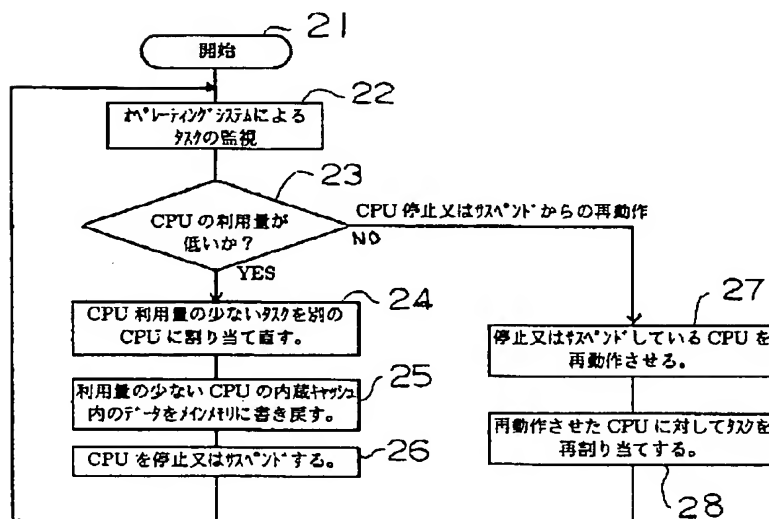 21
開始
22
ｵﾍﾟﾚｰﾃｨﾝｸﾞｼｽﾃﾑによる
ﾀｽｸの監視
23
CPU の利用量が
低いか？
CPU 停止又はｻｽﾍﾟﾝﾄﾞからの再動作
NO
YES
24
CPU 利用量の少ないﾀｽｸを別の
CPU に割り当て直す。
25
利用量の少ない CPU の内蔵ｷｬｯｼｭ
内のﾃﾞｰﾀをﾒｲﾝﾒﾓﾘに書き戻す。
26
CPU を停止又はｻｽﾍﾟﾝﾄﾞする。
27
停止又はｻｽﾍﾟﾝﾄﾞしている CPU を
再動作させる。
再動作させた CPU に対してﾀｽｸを
再割り当てする。
28